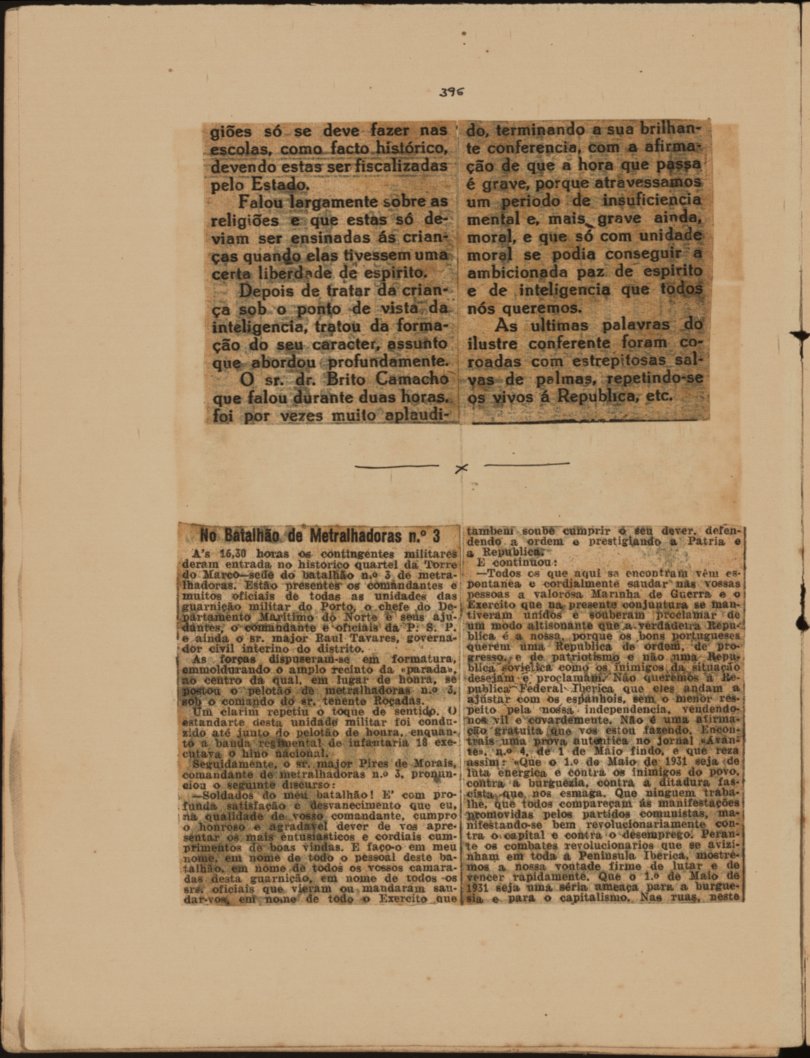 396
giões só se deve fazer nas
escolas, como facto histórico,
devendo estas ser fiscalizadas
pelo Estado.
Falou largamente sobre as
religiões e que estas só de-
viam ser ensinadas ás crian-
ças quando elas tivessem uma
certa liberdade de espirito.
Depois de tratar da crian-
ça sob o ponto de vista da
inteligencia, tratou da forma-
ção do seu caracter, assunto
que abordou profundamente.
O sr. dr. Brito Camacho
que falou durante duas horas,
foi por vezes muito aplaudi-
do, terminando a sua brilhan-
te conferencia, com a afirma-
ção de que a hora que passa
é grave, porque atravessamos
um periodo de insuficiencia
mental e, mais grave ainda,
moral, e que só com unidade
moral se podia conseguir a
ambicionada paz de espirito
e de inteligencia que todos
nós queremos.
As ultimas palavras do
ilustre conferente foram co-
roadas com estrepitosas sal-
vas de palmas, repetindo-se
os vivos á Republica, etc.
x
No Batalhão de Metralhadoras n.º 3
A's 16,30 horas os contingentes militares
deram entrada no histórico quartel da Torre
do Marco—sede do batalhão n.º 3 de metra-
lhadoras. Estão presentes os comandantes e
muitos oficiais de todas as unidades das
guarnição militar do Porto, o chefe do De-
partamento Maritimo do Norte e seus aju-
dantes, o comandante e oficiais da P. S. P.
e ainda o sr. major Raul Tavares, governa-
dor civil interino do distrito.
As forças dispuseram-se em formatura,
emmoldurando o amplo recinto da «parada»,
ao centro da qual, em lugar de honra, se
postou o pelotão de metralhadoras n.º 3,
sob o comando do sr. tenente Roçadas.
Um clarim repetiu o toque de sentido. O
estandarte desta unidade militar foi condu-
zido até junto do pelotão de honra, enquan-
to a banda regimental de infantaria 18 exe-
cutava o hino nacional.
Seguidamente, o sr. major Pires de Morais,
comandante de metralhadoras n.º 3, pronun-
ciou o seguinte discurso:
—Soldados do meu batalhão! E' com pro-
funda satisfação e desvanecimento que eu,
na qualidade de vosso comandante, cumpro
o honroso e agradavel dever de vos apre-
sentar os mais entusiásticos e cordiais cum-
primentos de boas vindas. E faço-o em meu
nome, em nome de todo o pessoal deste ba-
talhão, em nome de todos os vossos camara-
das desta guarnição, em nome de todos os
srs. oficiais que vieram ou mandaram sau-
dar-vos, em nome de todo o Exercito que
tambem soube cumprir o seu dever, defen-
dendo a ordem e prestigiando a Patria e
a Republica.
E continuou:
—Todos os que aqui se encontram vêm es-
pontanea e cordialmente saudar nas vossas
pessoas a valorosa Marinha de Guerra e o
Exercito que na presente conjuntura se man-
tiveram unidos e souberam proclamar de
um modo altisonante que a verdadeira Repu-
blica é a nossa, porque os bons portugueses
querem uma Republica de ordem, de pro-
gresso, e de patriotismo e não uma Repu-
blica sovietica como os inimigos da situação
desejam e proclamam. Não queremos a Re-
publica Federal Iberica que eles andam a
ajustar com os espanhois, sem o menor res-
peito pela nossa independencia, vendendo-
nos vil e covardemente. Não é uma afirma-
ção gratuita que vos estou fazendo. Encon-
trais uma prova autentica no jornal «Avan-
te», n.º 4, de 1 de Maio findo, e que reza
assim: «Que o 1.º de Maio de 1931 seja de
luta energica e contra os inimigos do povo,
contra a burguezia, contra a ditadura fas-
cista que nos esmaga. Que ninguem traba-
lhe, que todos compareçam ás manifestações
promovidas pelos partidos comunistas, ma-
nifestando-se bem revolucionariamente con-
tra o capital e contra o desemprego. Peran-
te os combates revolucionarios que se avizi-
nham em toda a Peninsula Ibérica, mostre-
mos a nossa vontade firme de lutar e de
vencer rapidamente. Que o 1.º de Maio de
1931 seja uma séria ameaça para a burgue-
sia e para o capitalismo. Nas ruas, neste